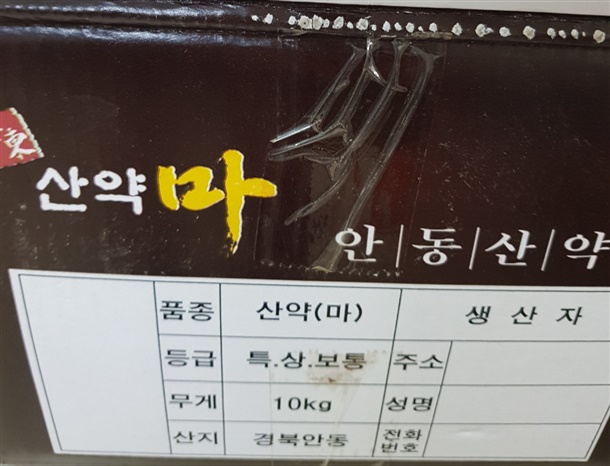 산약마
안|동|산|약
품종 산약(마) 생산자
등급 특.상.보통 주소
무게 10kg 성명
산지 경북안동 전화번호